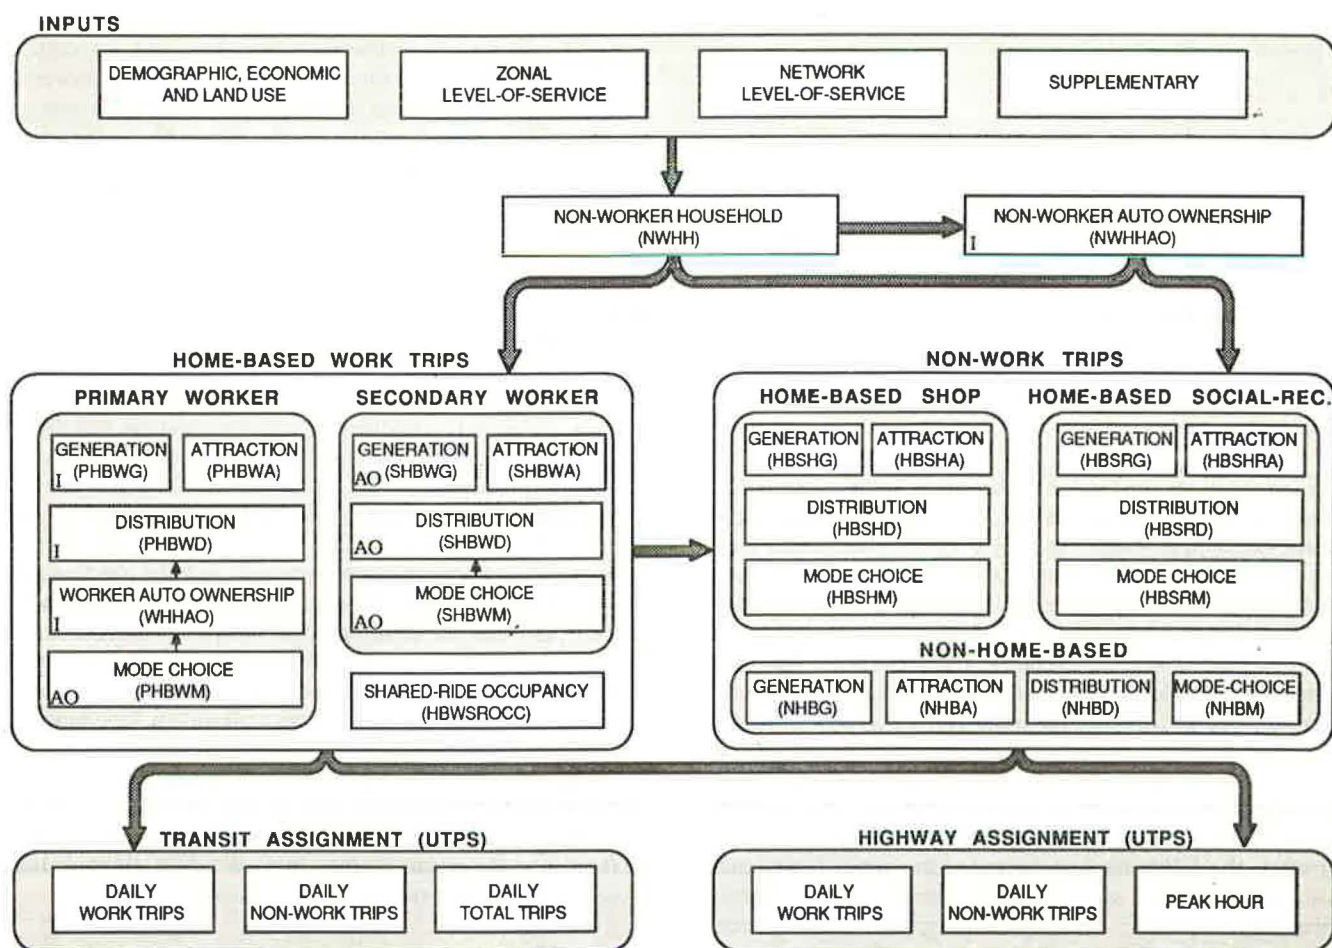 INPUTS
DEMOGRAPHIC, ECONOMIC
AND LAND USE
ZONAL
LEVEL-OF-SERVICE
NETWORK
LEVEL-OF-SERVICE
SUPPLEMENTARY
NON-WORKER HOUSEHOLD
(NWHH)
NON-WORKER AUTO OWNERSHIP
I
(NWHHAO)
HOME-BASED WORK TRIPS
PRIMARY WORKER
GENERATION
I
(PHBWG)
ATTRACTION
(PHBWA)
DISTRIBUTION
I
(PHBWD)
WORKER AUTO OWNERSHIP
I
(WHHAO)
MODE CHOICE
AO
(PHBWM)
SECONDARY WORKER
GENERATION
AO
(SHBWG)
ATTRACTION
(SHBWA)
DISTRIBUTION
AO
(SHBWD)
MODE CHOICE
AO
(SHBWM)
SHARED-RIDE OCCUPANCY
(HBWSROCC)
NON-WORK TRIPS
HOME-BASED SHOP
GENERATION
(HBSHG)
ATTRACTION
(HBSHA)
DISTRIBUTION
(HBSHD)
MODE CHOICE
(HBSHM)
HOME-BASED SOCIAL-REC.
GENERATION
(HBSRG)
ATTRACTION
(HBSHRA)
DISTRIBUTION
(HBSRD)
MODE CHOICE
(HBSRM)
NON-HOME-BASED
GENERATION
(NHBG)
ATTRACTION
(NHBA)
DISTRIBUTION
(NHBD)
MODE-CHOICE
(NHBM)
TRANSIT ASSIGNMENT (UTPS)
DAILY
WORK TRIPS
DAILY
NON-WORK TRIPS
DAILY
TOTAL TRIPS
HIGHWAY ASSIGNMENT (UTPS)
DAILY
WORK TRIPS
DAILY
NON-WORK TRIPS
PEAK HOUR